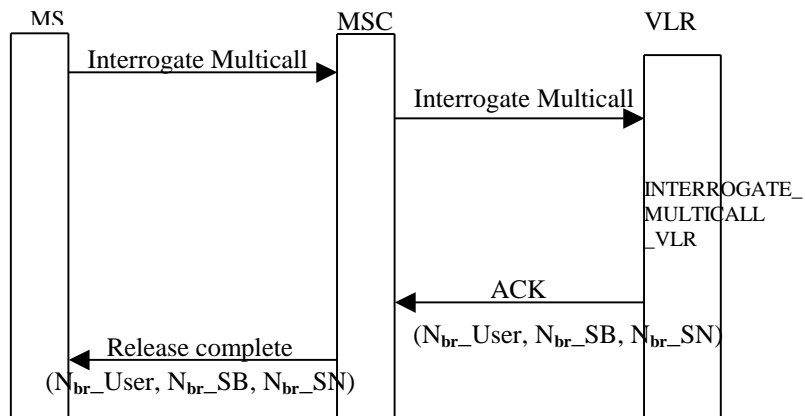 MS
MSC
VLR
Interrogate Multicall
Interrogate Multicall
INTERROGATE_
MULTICALL
_VLR
ACK
(Nbr_User, Nbr_SB, Nbr_SN)
Release complete
(Nbr_User, Nbr_SB, Nbr_SN)